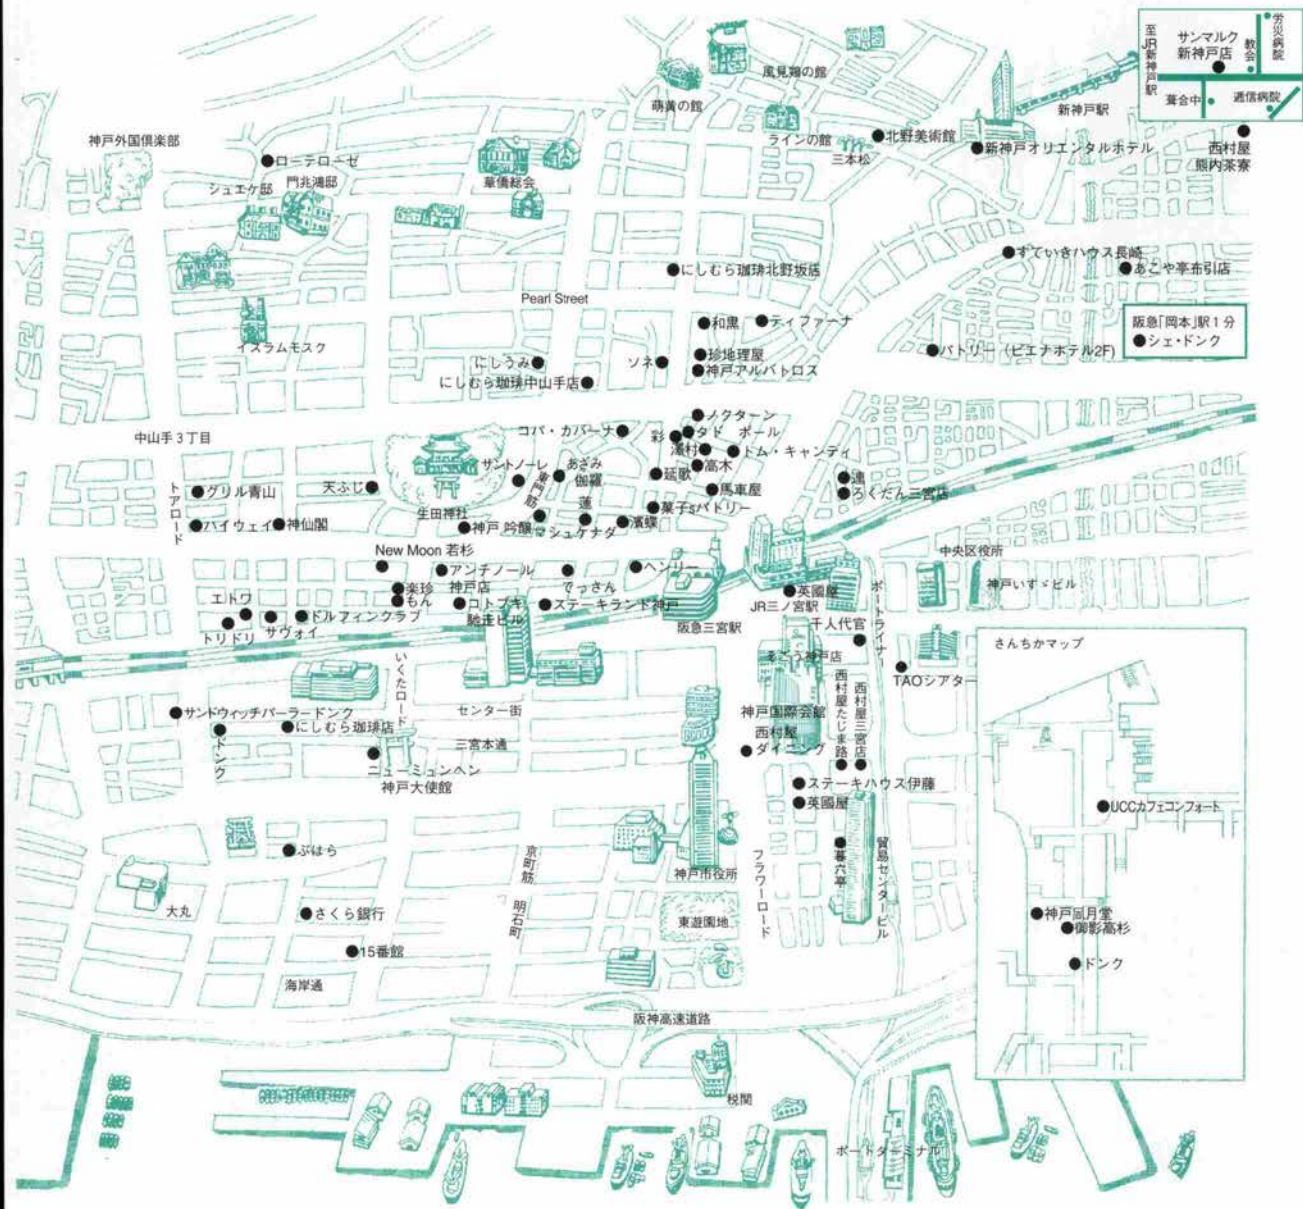 労災病院
教会
サンマルク
新神戸店
至JR新神戸駅
葺合中
逓信病院
西村屋
熊内茶寮
風見鶏の館
萌黄の館
ラインの館
三本松
北野美術館
新神戸駅
新神戸オリエンタルホテル
神戸外国倶楽部
ローテローゼ
シュエケ邸
門兆鴻邸
華僑総会
イスラムモスク
にしむら珈琲北野坂店
すていきハウス長崎
あこや亭布引店
阪急「岡本」駅1分
シェ・ドンク
Pearl Street
和黒
ティファーナ
にしうみ
ソネ
珍地理屋
神戸アルバトロス
パトリー(ピエナホテル2F)
にしむら珈琲中山手店
中山手3丁目
コパ・カバーナ
ノクターン
彩
タド ポール
澤村
トム・キャンティ
高木
延歌
馬車屋
菓子sパトリー
蓮
ろくだん三宮店
トアロード
グリル青山
天ふじ
生田神社
サントノーレ
東門筋
あざみ
伽羅
蓮
ハイウェイ
神仙閣
神戸 吟醸
シュケナダ
濱蝶
New Moon 若杉
アンチノール
神戸店
でっさん
ヘンリー
楽珍
もん
コトブキ
馳走ビル
ステーキランド神戸
エトワ
トリドリ
サヴォイ
ドルフィンクラブ
阪急三宮駅
英國屋
JR三ノ宮駅
ポートライナ
中央区役所
神戸いすゞビル
千人代官
そごう神戸店
TAOシアター
いくたロード
センター街
三宮本通
サンドウィッチパーラードンク
ドンク
にしむら珈琲店
ニューミュンヘン
神戸大使館
神戸国際会館
西村屋
ダイニング
西村屋たじま路
西村屋三宮店
ステーキハウス伊藤
英國屋
暮六亭
貿易センタービル
フラワーロード
神戸市役所
東遊園地
京町筋
明石町
ぶはら
大丸
さくら銀行
15番館
海岸通
阪神高速道路
税関
ポートターミナル
さんちかマップ
UCCカフェコンフォート
神戸凮月堂
御影高杉
ドンク